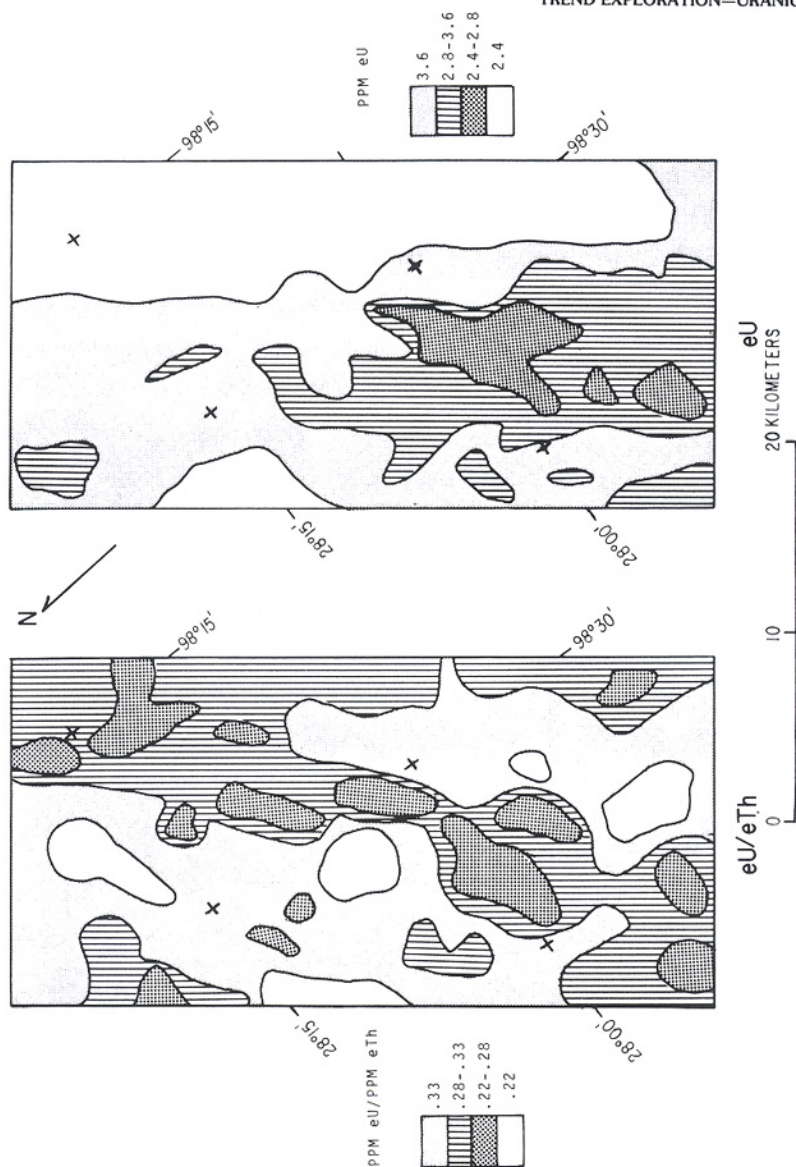 TREND EXPLORATION—URANIU
PPM eU
3.6
2.8-3.6
2.4-2.8
2.4
98°15'
98°30'
28°15'
28°00'
eU
N
20 KILOMETERS
10
0
98°15'
98°30'
28°15'
28°00'
eU/eTh
PPM eU/PPM eTh
.33
.28-.33
.22-.28
.22